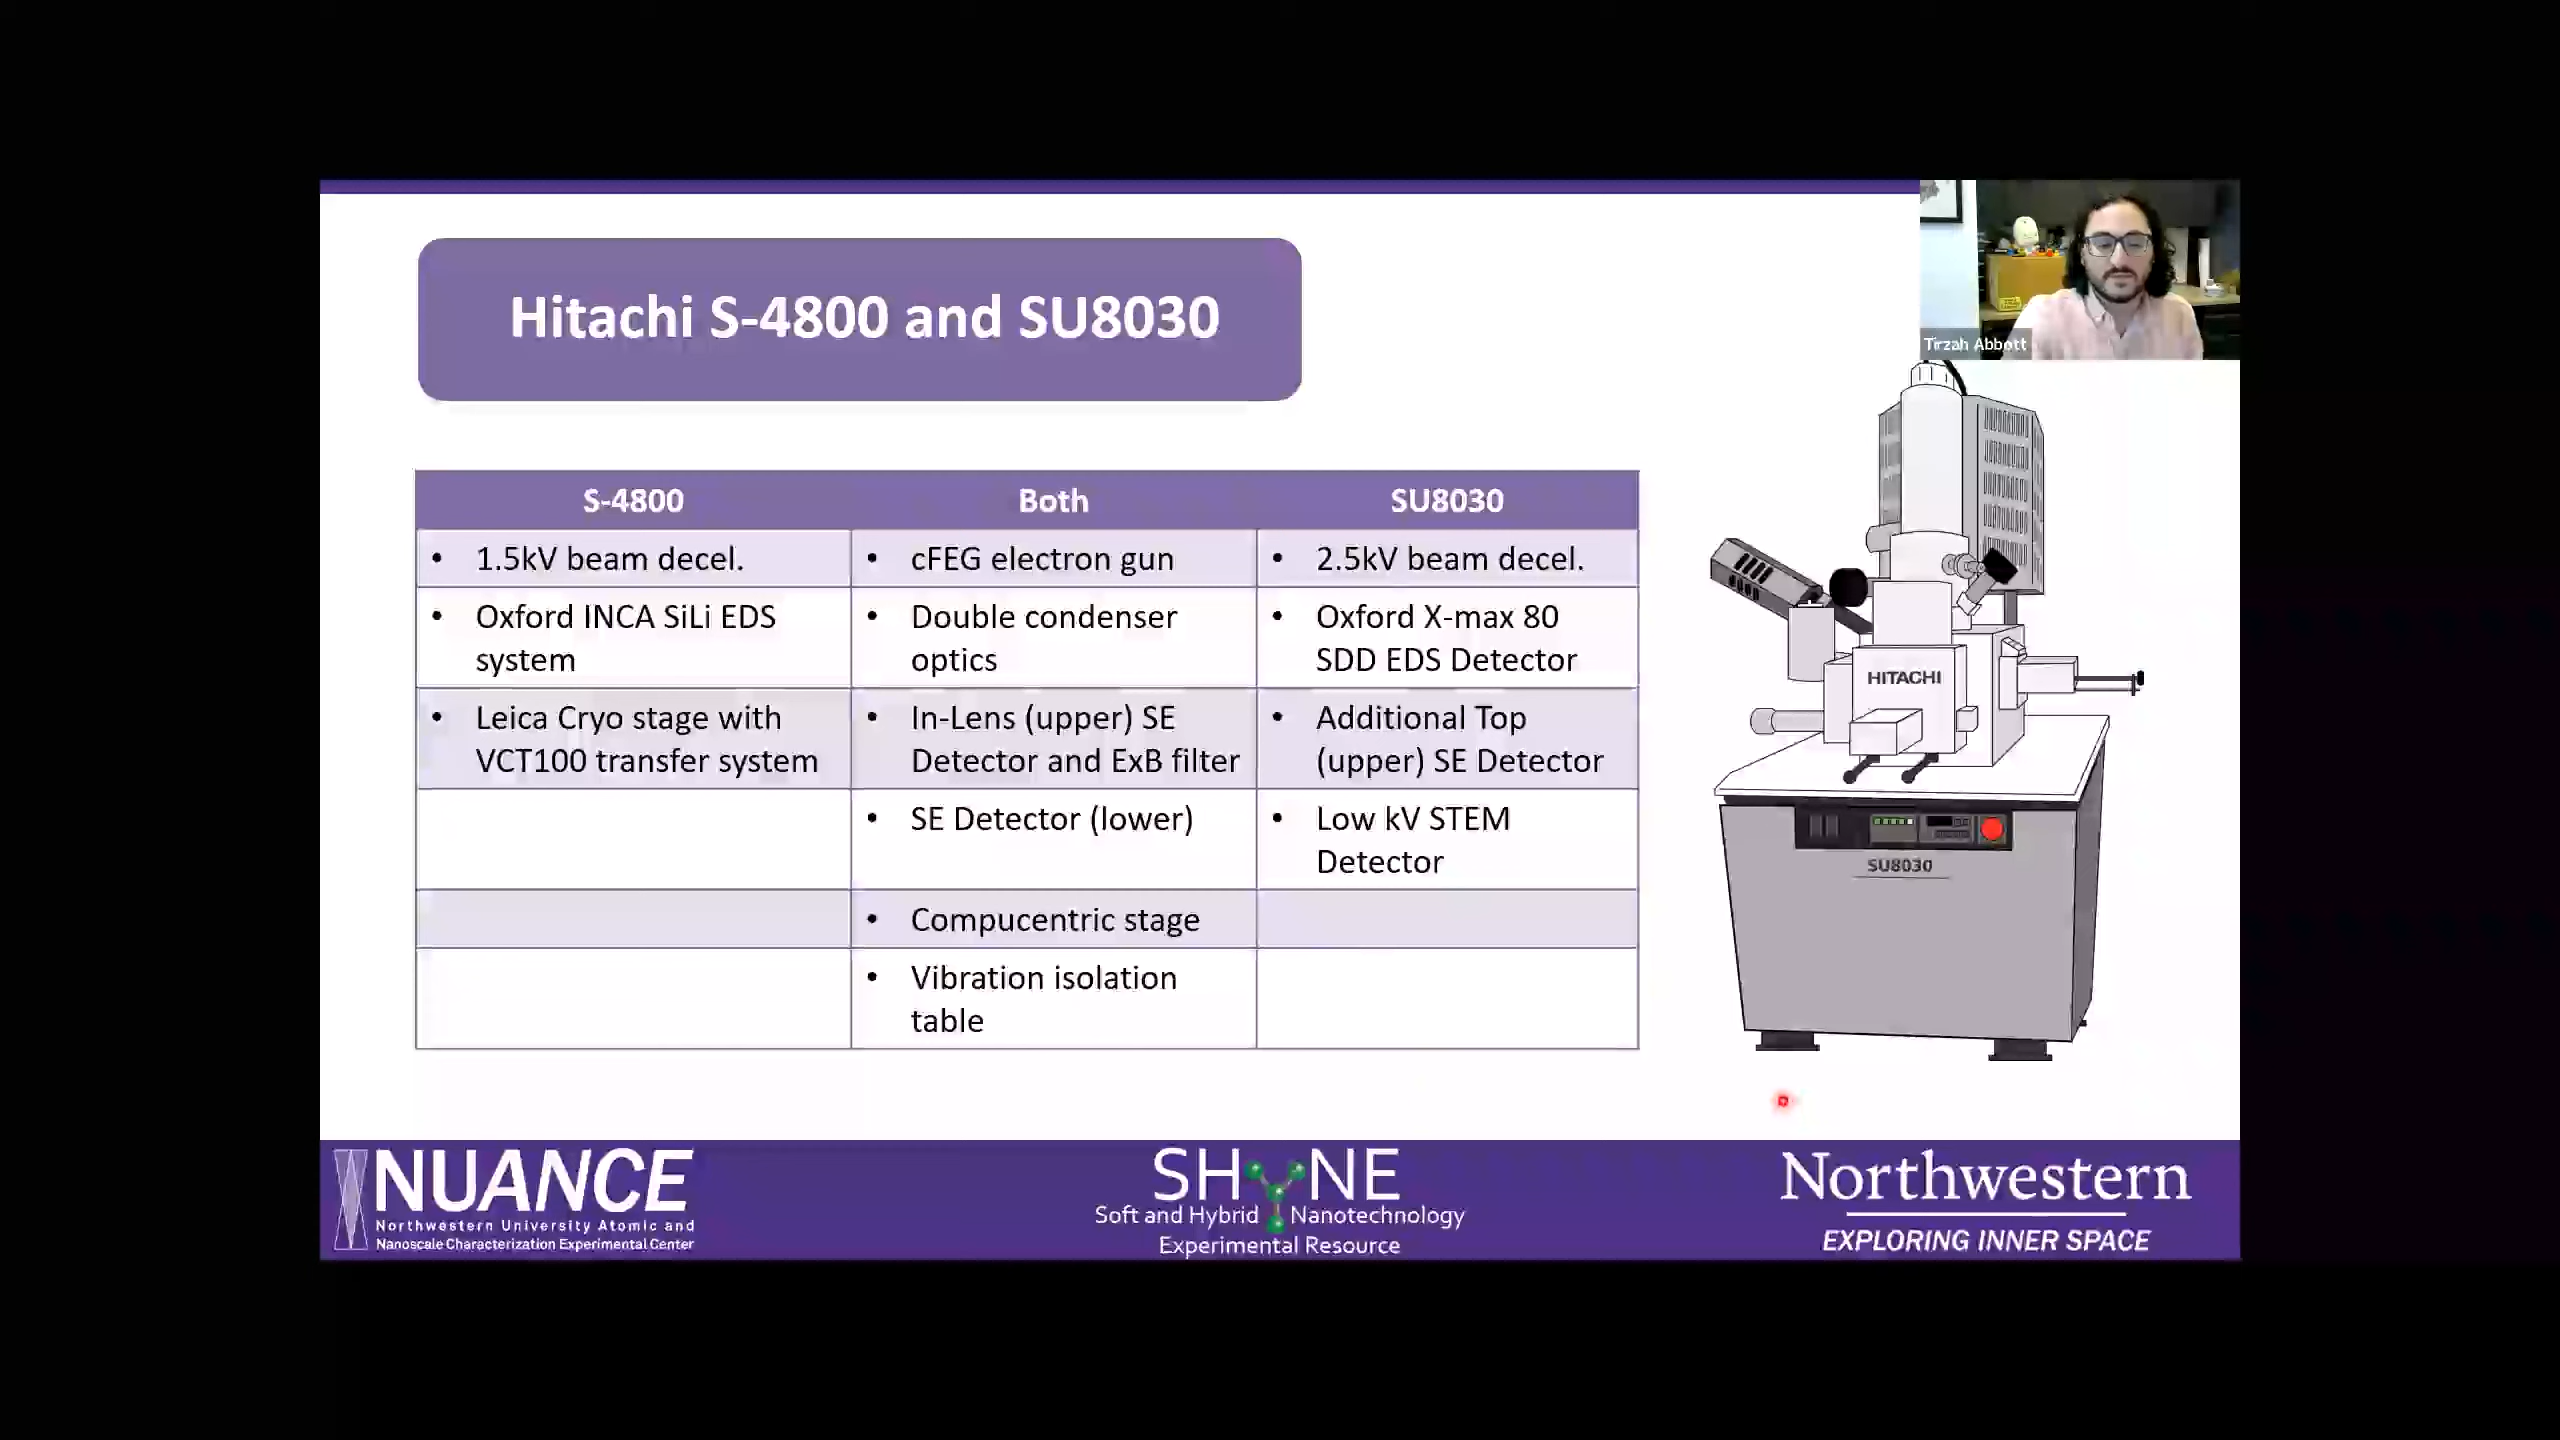 Hitachi S-4800 and SU8030
Tirzah Abbott
S-4800
Both
SU8030
• 1.5kV beam decel.
• cFEG electron gun
• 2.5kV beam decel.
• Oxford INCA SiLi EDS
system
• Double condenser
optics
• Oxford X-max 80
SDD EDS Detector
• Leica Cryo stage with
VCT100 transfer system
• In-Lens (upper) SE
Detector and ExB filter
• Additional Top
(upper) SE Detector
• SE Detector (lower)
• Low kV STEM
Detector
• Compucentric stage
• Vibration isolation
table
HITACHI
SU8030
NUANCE
Northwestern University Atomic and
Nanoscale Characterization Experimental Center
SHyNE
Soft and Hybrid Nanotechnology
Experimental Resource
Northwestern
EXPLORING INNER SPACE